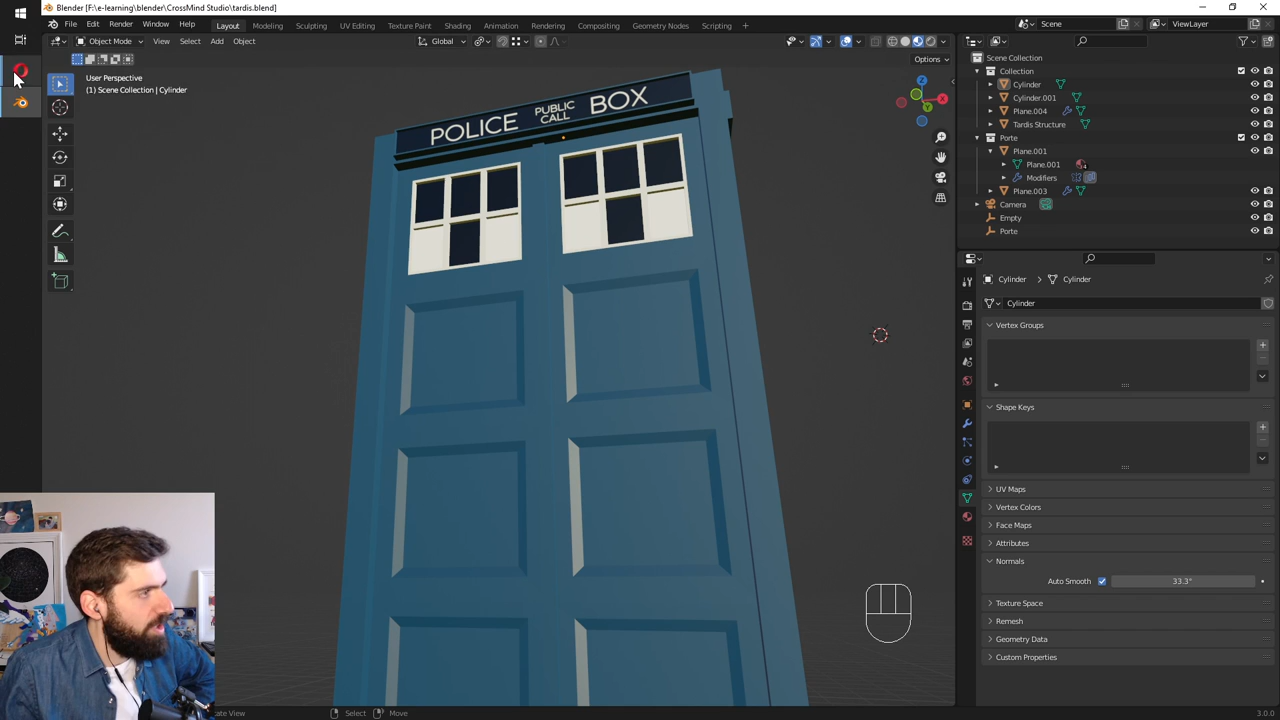 Blender [F:\e-learning\blender\CrossMind Studio\tardis.blend]
File Edit Render Window Help Layout Modeling Sculpting UV Editing Texture Paint Shading Animation Rendering Compositing Geometry Nodes Scripting Scene ViewLayer
Object Mode View Select Add Object Global
Options
User Perspective
(1) Scene Collection | Cylinder
POLICE PUBLIC CALL BOX
X
Y
Z
Scene Collection
Collection
Cylinder
Cylinder.001
Plane.004
Tardis Structure
Porte
Plane.001
Plane.001 4
Modifiers
Plane.003
Camera
Empty
Porte
Cylinder > Cylinder
Cylinder
Vertex Groups
Shape Keys
UV Maps
Vertex Colors
Face Maps
Attributes
Normals
Auto Smooth 33.3°
Texture Space
Remesh
Geometry Data
Custom Properties
View Select Move 3.0.0